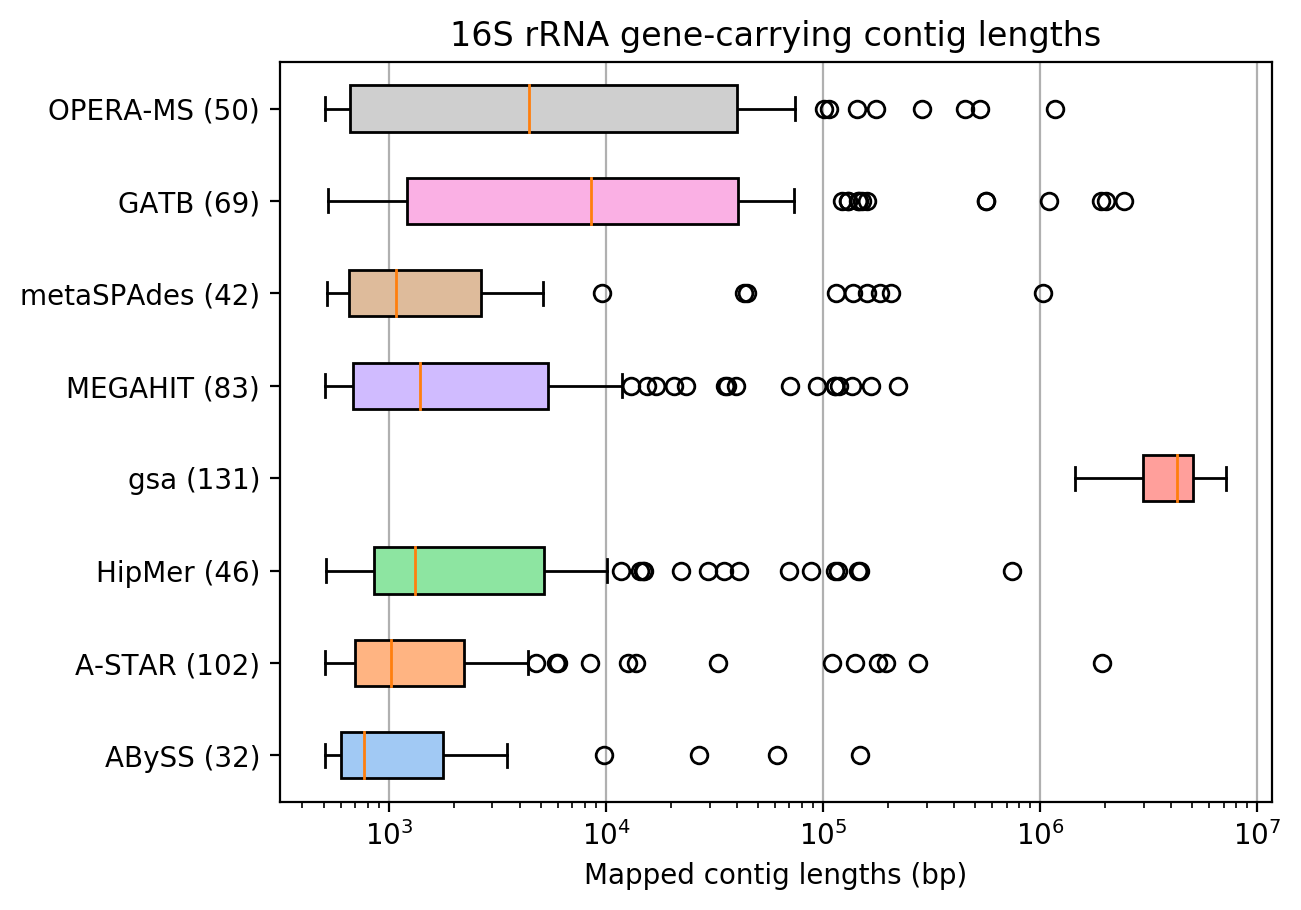 16S rRNA gene-carrying contig lengths
OPERA-MS (50)
GATB (69)
metaSPAdes (42)
MEGAHIT (83)
gsa (131)
HipMer (46)
A-STAR (102)
ABySS (32)
10³ 10⁴ 10⁵ 10⁶ 10⁷
Mapped contig lengths (bp)